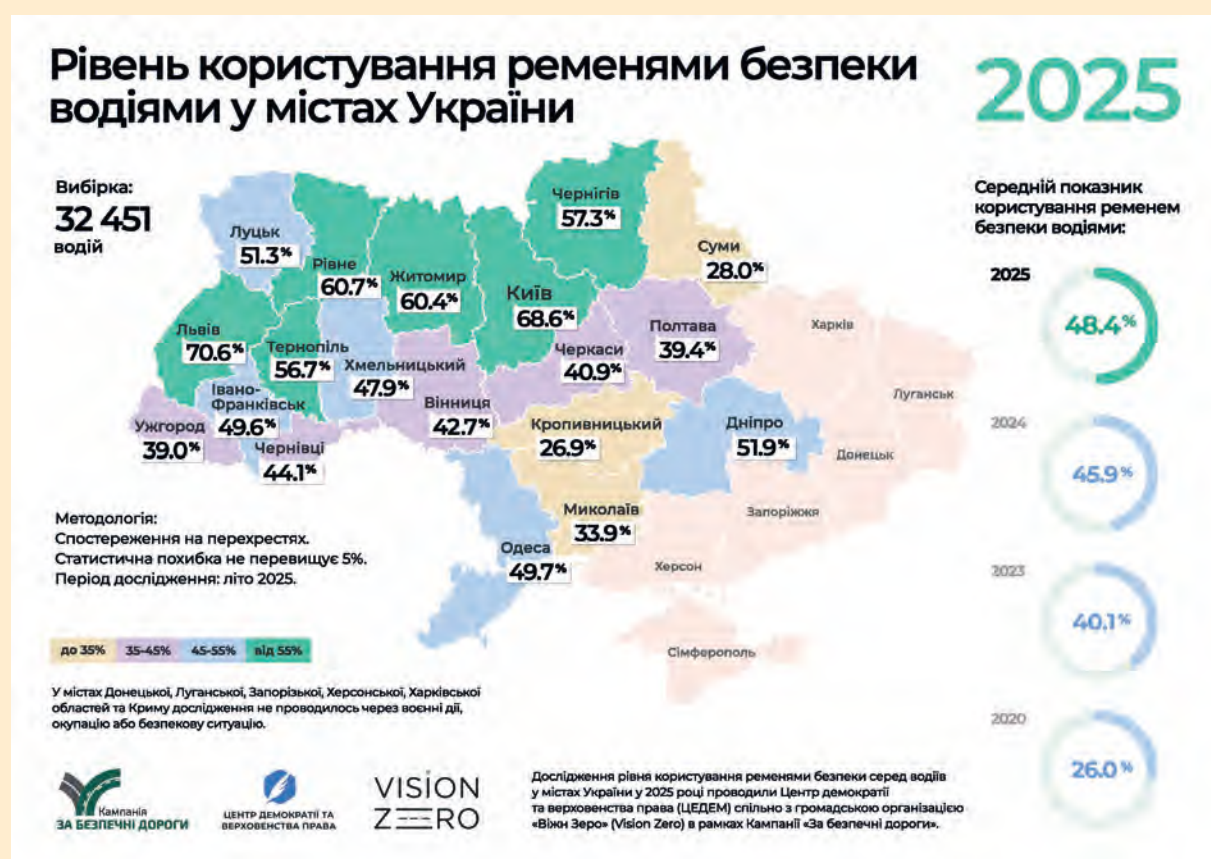 Рівень користування ременями безпеки
водіями у містах України
2025
Вибірка:
32 451
водій
Середній показник
користування ременем
безпеки водіями:
2025
48.4%
2024
45.9%
2023
40.1%
2020
26.0%
Луцьк
51.3%
Рівне
60.7%
Житомир
60.4%
Київ
68.6%
Чернігів
57.3%
Суми
28.0%
Львів
70.6%
Тернопіль
56.7%
Хмельницький
47.9%
Івано-
Франківськ
49.6%
Ужгород
39.0%
Чернівці
44.1%
Вінниця
42.7%
Черкаси
40.9%
Полтава
39.4%
Кропивницький
26.9%
Дніпро
51.9%
Миколаїв
33.9%
Одеса
49.7%
Харків
Луганськ
Донецьк
Запоріжжя
Херсон
Сімферополь
Методологія:
Спостереження на перехрестях.
Статистична похибка не перевищує 5%.
Період дослідження: літо 2025.
до 35% 35-45% 45-55% від 55%
У містах Донецької, Луганської, Запорізької, Херсонської, Харківської
областей та Криму дослідження не проводилось через воєнні дії,
окупацію або безпекову ситуацію.
Кампанія
ЗА БЕЗПЕЧНІ ДОРОГИ
ЦЕНТР ДЕМОКРАТІЇ ТА
ВЕРХОВЕНСТВА ПРАВА
VISION
ZERO
Дослідження рівня користування ременями безпеки серед водіїв
у містах України у 2025 році проводили Центр демократії
та верховенства права (ЦЕДЕМ) спільно з громадською організацією
«Віжн Зеро» (Vision Zero) в рамках Кампанії «За безпечні дороги».